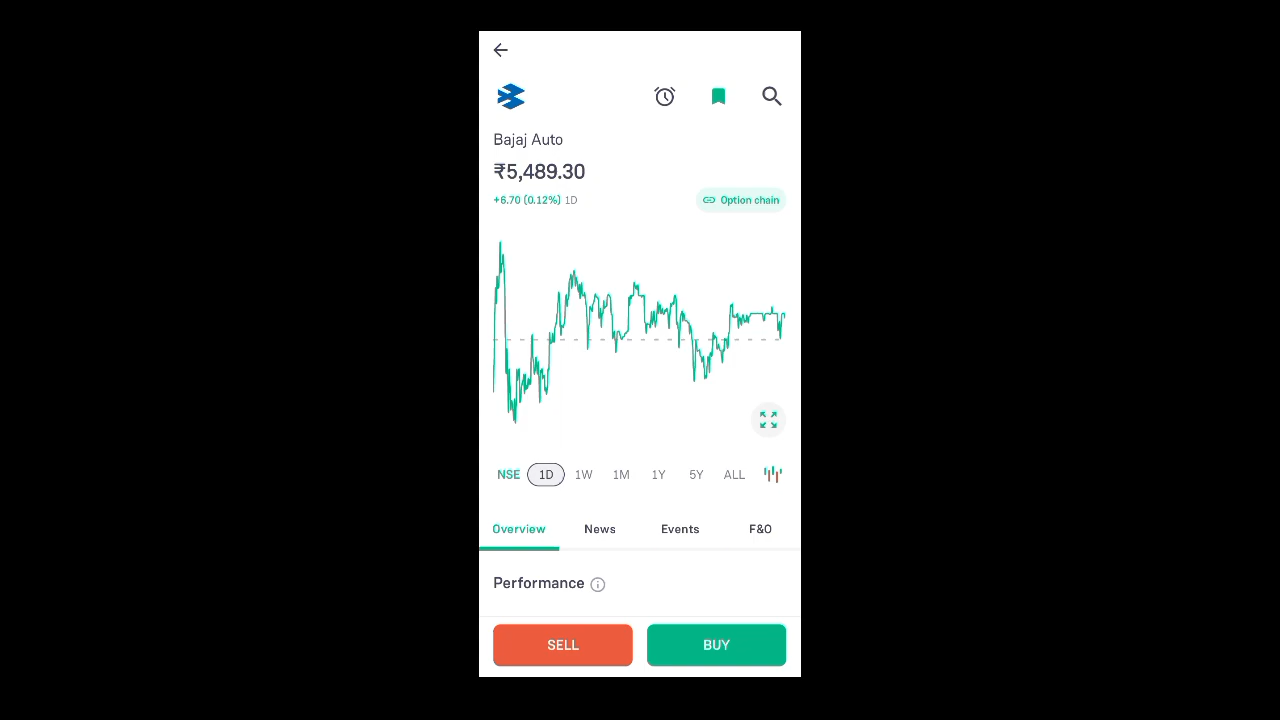 Bajaj Auto
₹5,489.30
+6.70 (0.12%) 1D
Option chain
NSE 1D 1W 1M 1Y 5Y ALL
Overview News Events F&O
Performance
SELL BUY